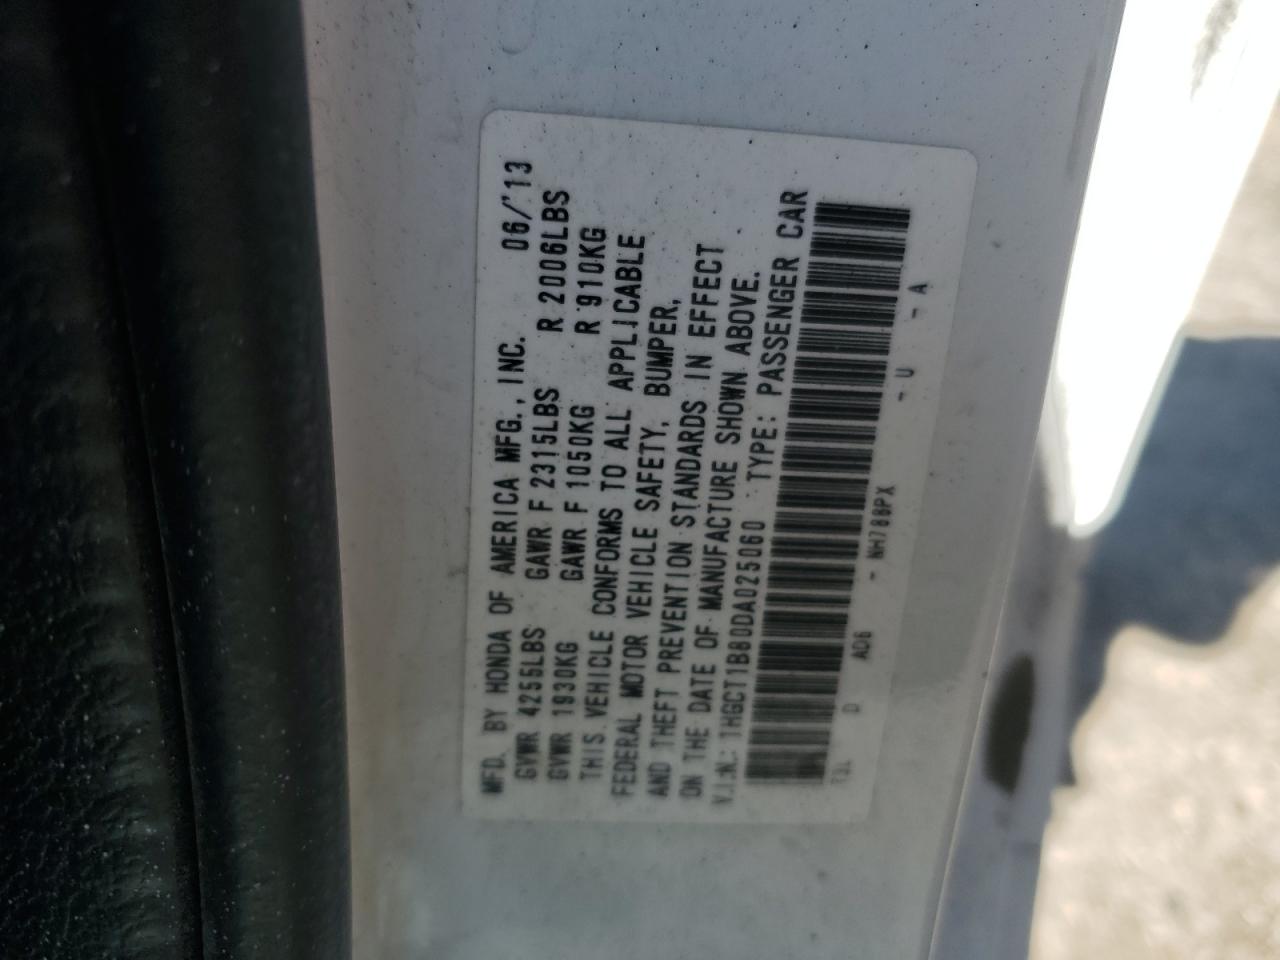 MFD. BY HONDA OF AMERICA MFG., INC. 06/'13
GVWR 4255LBS GAWR F 2315LBS R 2006LBS
GVWR 1930KG GAWR F 1050KG R 910KG
THIS VEHICLE CONFORMS TO ALL APPLICABLE
FEDERAL MOTOR VEHICLE SAFETY, BUMPER,
AND THEFT PREVENTION STANDARDS IN EFFECT
ON THE DATE OF MANUFACTURE SHOWN ABOVE.
V.I.N.: 1HGCT1B80DA025060 TYPE: PASSENGER CAR
T3L D AD6 - NH788PX - U - A